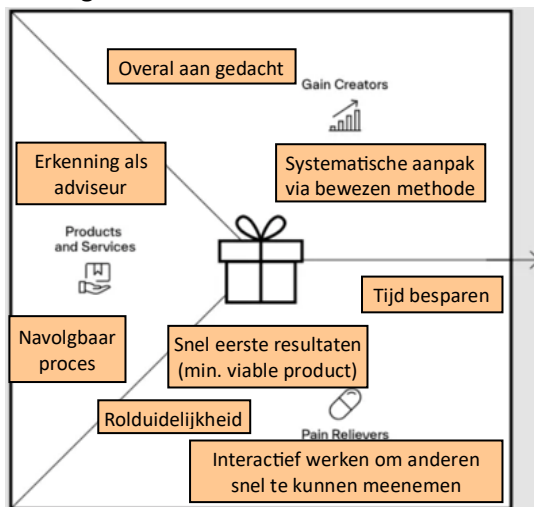 Overal aan gedacht
Gain Creators
Erkenning als
adviseur
Systematische aanpak
via bewezen methode
Products
and Services
Tijd besparen
Navolgbaar
proces
Snel eerste resultaten
(min. viable product)
Rolduidelijkheid
Pain Relievers
Interactief werken om anderen
snel te kunnen meenemen